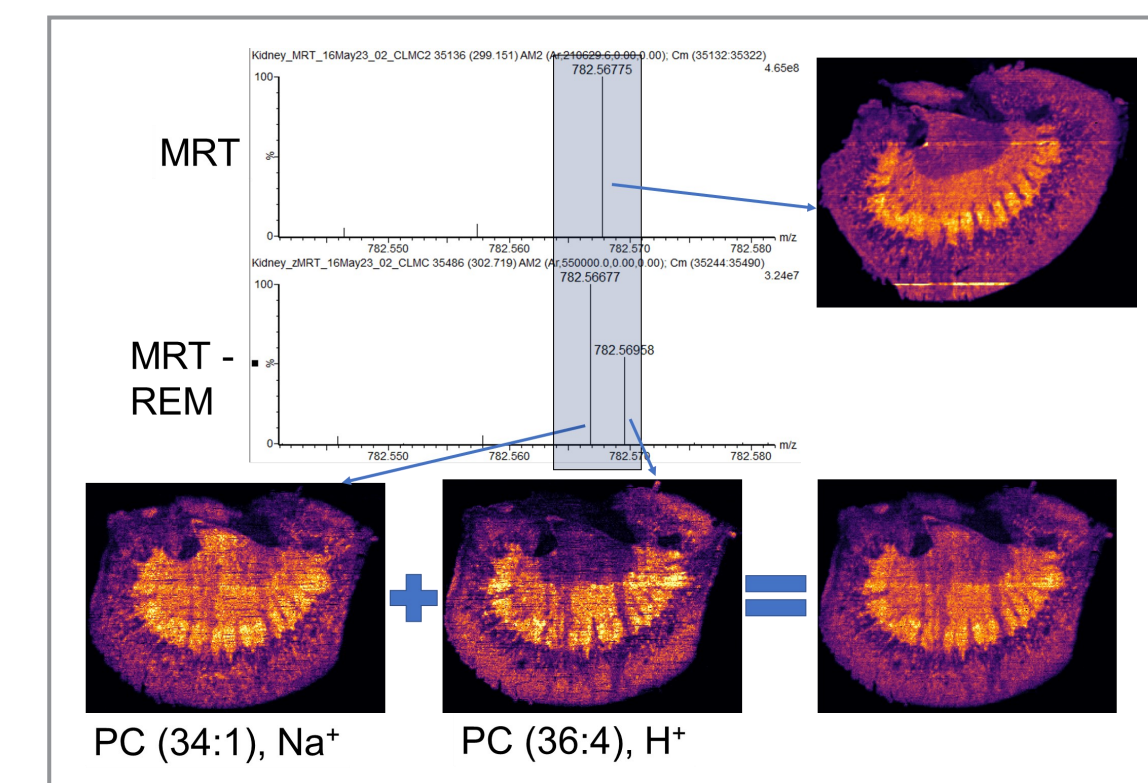 Kidney_MRT_16May23_02_CLMC2 35136 (299.151) AM2 (Ar,210629.6,0.00,0.00); Cm (35132:35322)
4.65e8
782.56775
100
MRT
%
0
782.550 782.560 782.570 782.580 m/z
Kidney_zMRT_16May23_02_CLMC 35486 (302.719) AM2 (Ar,550000.0,0.00,0.00); Cm (35244:35490)
3.24e7
782.56677
100
782.56958
MRT -
REM
%
0
782.550 782.560 782.570 782.580 m/z
PC (34:1), Na⁺
PC (36:4), H⁺